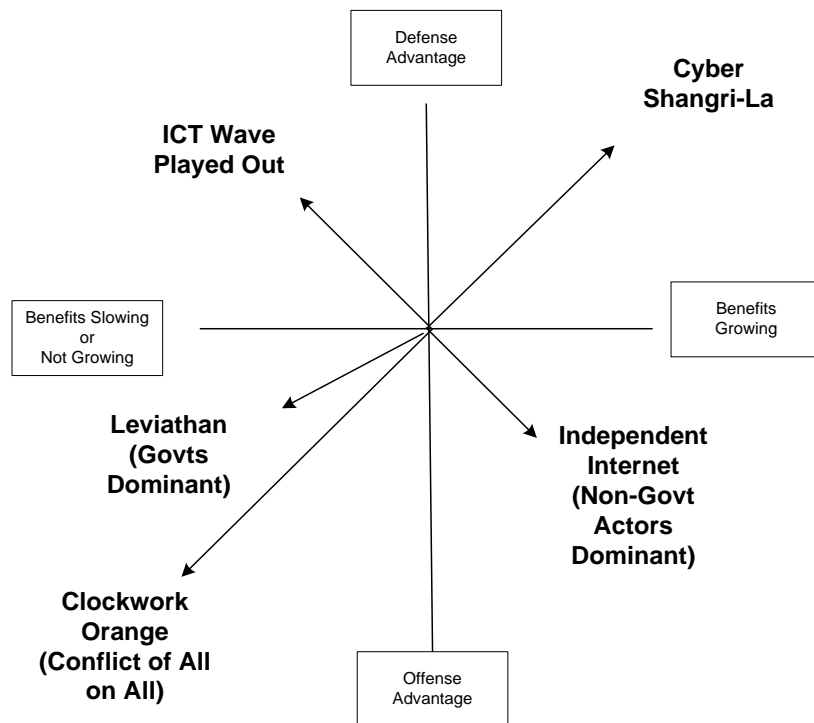 Defense
Advantage
Cyber
Shangri-La
ICT Wave
Played Out
Benefits Slowing
or
Not Growing
Benefits
Growing
Leviathan
(Govts
Dominant)
Independent
Internet
(Non-Govt
Actors
Dominant)
Clockwork
Orange
(Conflict of All
on All)
Offense
Advantage